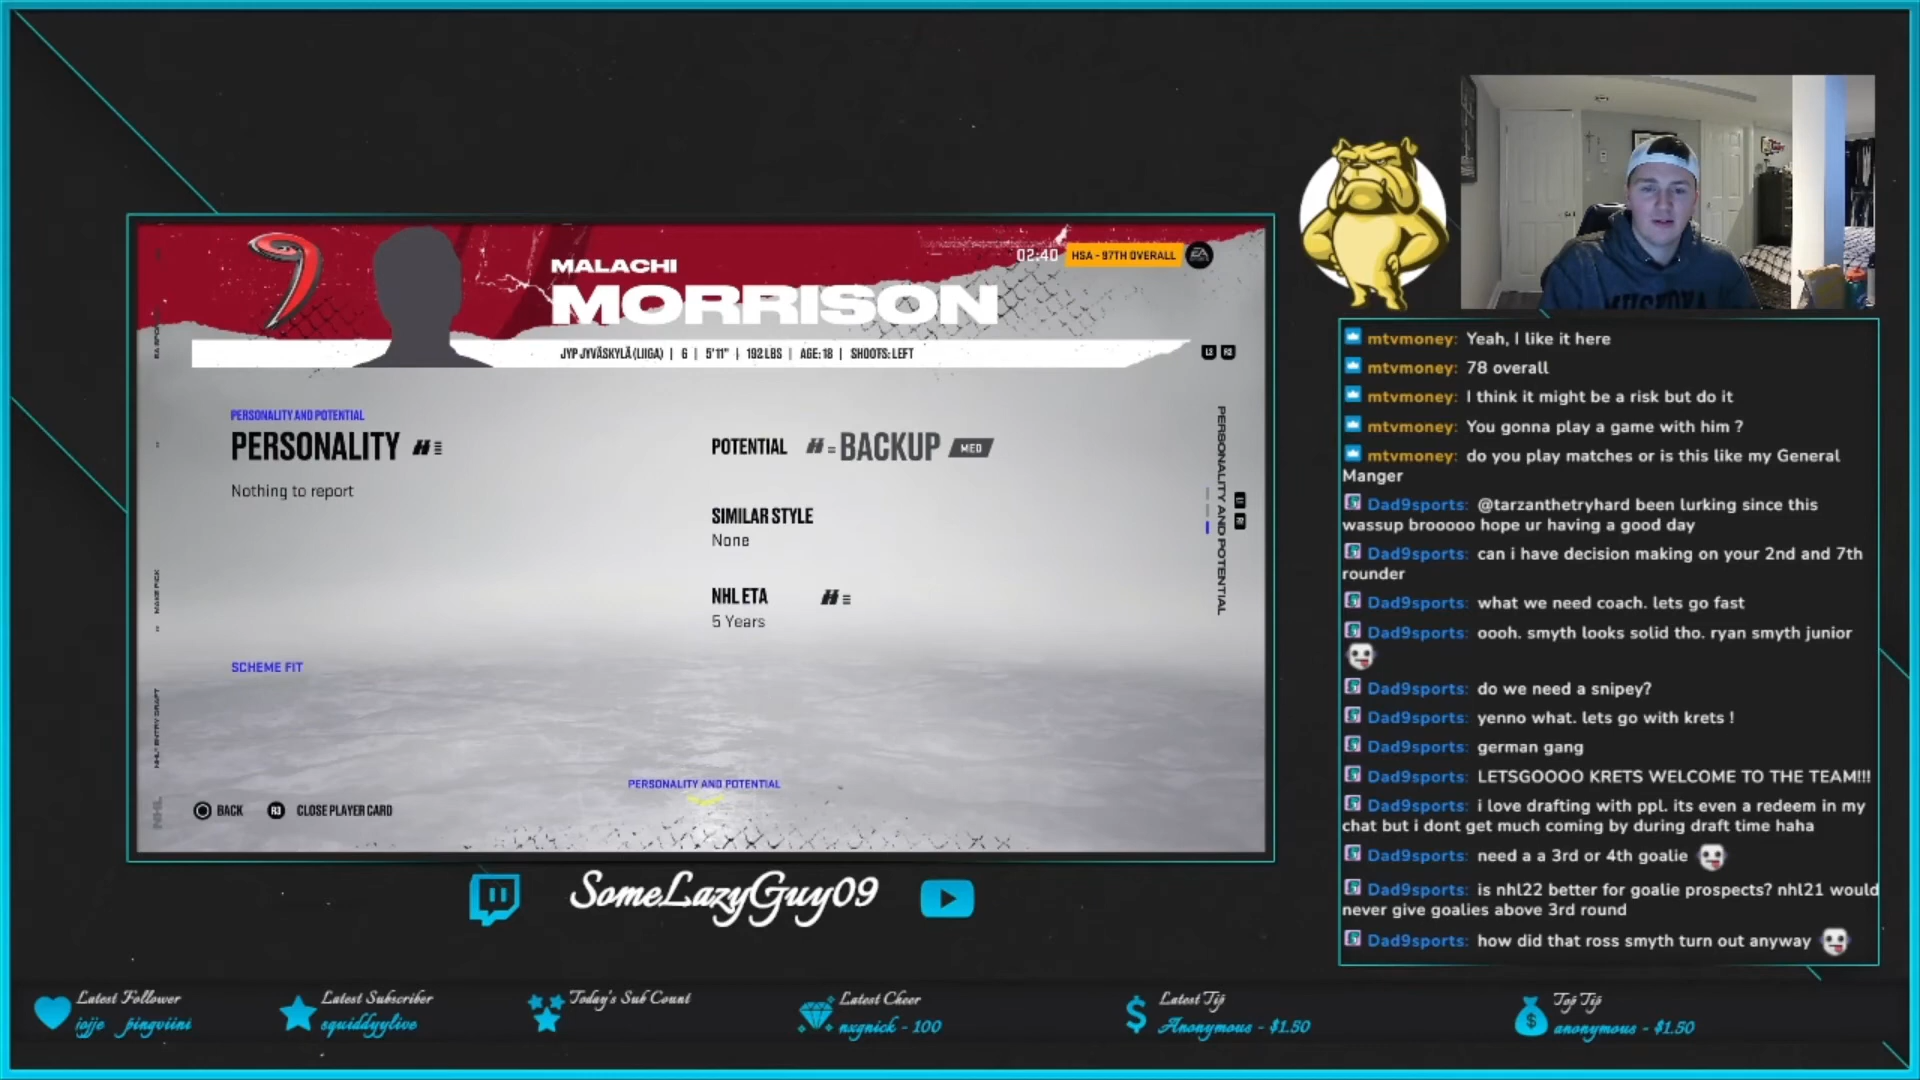 MALACHI
MORRISON
02:40
HSA - 97TH OVERALL
JYP JYVÄSKYLÄ (LIIGA) | 6 | 5'11" | 192 LBS | AGE: 18 | SHOOTS: LEFT
PERSONALITY AND POTENTIAL
PERSONALITY
Nothing to report
POTENTIAL
BACKUP
MED
SIMILAR STYLE
None
NHL ETA
5 Years
SCHEME FIT
PERSONALITY AND POTENTIAL
PERSONALITY AND POTENTIAL
MAKE PICK
NHL ENTRY DRAFT
NHL
BACK
R3
CLOSE PLAYER CARD
SomeLazyGuy09
mtvmoney: Yeah, I like it here
mtvmoney: 78 overall
mtvmoney: I think it might be a risk but do it
mtvmoney: You gonna play a game with him ?
mtvmoney: do you play matches or is this like my General
Manger
Dad9sports: @tarzanthetryhard been lurking since this
wassup brooooo hope ur having a good day
Dad9sports: can i have decision making on your 2nd and 7th
rounder
Dad9sports: what we need coach. lets go fast
Dad9sports: oooh. smyth looks solid tho. ryan smyth junior
Dad9sports: do we need a snipey?
Dad9sports: yenno what. lets go with krets !
Dad9sports: german gang
Dad9sports: LETSGOOOO KRETS WELCOME TO THE TEAM!!!
Dad9sports: i love drafting with ppl. its even a redeem in my
chat but i dont get much coming by during draft time haha
Dad9sports: need a a 3rd or 4th goalie
Dad9sports: is nhl22 better for goalie prospects? nhl21 would
never give goalies above 3rd round
Dad9sports: how did that ross smyth turn out anyway
Latest Follower
jojje_pingviini
Latest Subscriber
squiddyylive
Today's Sub Count
Latest Cheer
nxgnick - 100
Latest Tip
Anonymous - $1.50
Top Tip
anonymous - $1.50